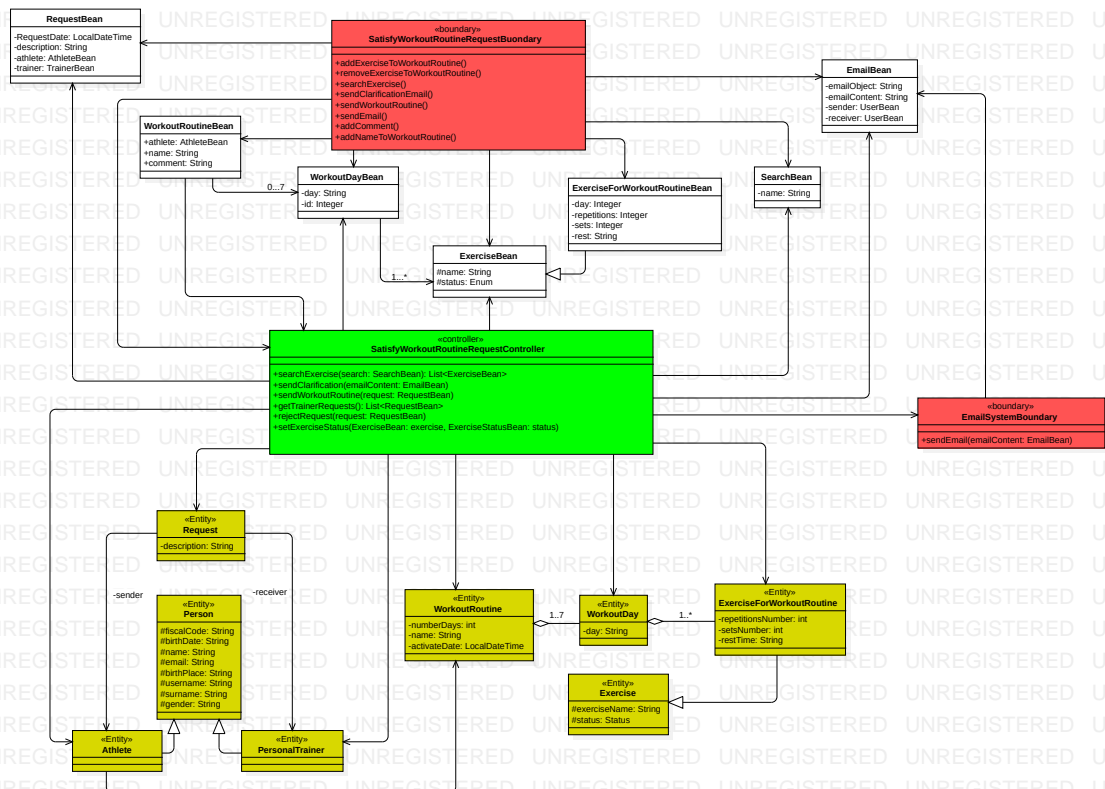 RequestBean
-RequestDate: LocalDateTime
-description: String
-athlete: AthleteBean
-trainer: TrainerBean
«boundary»
SatisfyWorkoutRoutineRequestBuondary
+addExerciseToWorkoutRoutine()
+removeExerciseToWorkoutRoutine()
+searchExercise()
+sendClarificationEmail()
+sendWorkoutRoutine()
+sendEmail()
+addComment()
+addNameToWorkoutRoutine()
EmailBean
-emailObject: String
-emailContent: String
-sender: UserBean
-receiver: UserBean
WorkoutRoutineBean
+athlete: AthleteBean
+name: String
+comment: String
WorkoutDayBean
-day: String
-id: Integer
0...7
ExerciseForWorkoutRoutineBean
-day: Integer
-repetitions: Integer
-sets: Integer
-rest: String
SearchBean
-name: String
ExerciseBean
#name: String
#status: Enum
1...*
«controller»
SatisfyWorkoutRoutineRequestController
+searchExercise(search: SearchBean): List<ExerciseBean>
+sendClarification(emailContent: EmailBean)
+sendWorkoutRoutine(request: RequestBean)
+getTrainerRequests(): List<RequestBean>
+rejectRequest(request: RequestBean)
+setExerciseStatus(ExerciseBean: exercise, ExerciseStatusBean: status)
«boundary»
EmailSystemBoundary
+sendEmail(emailContent: EmailBean)
«Entity»
Request
-description: String
-sender
-receiver
«Entity»
Person
#fiscalCode: String
#birthDate: String
#name: String
#email: String
#birthPlace: String
#username: String
#surname: String
#gender: String
«Entity»
WorkoutRoutine
-numberDays: int
-name: String
-activateDate: LocalDateTime
1..7
«Entity»
WorkoutDay
-day: String
1..*
«Entity»
ExerciseForWorkoutRoutine
-repetitionsNumber: int
-setsNumber: int
-restTime: String
«Entity»
Exercise
#exerciseName: String
#status: Status
«Entity»
Athlete
«Entity»
PersonalTrainer
UNREGISTERED